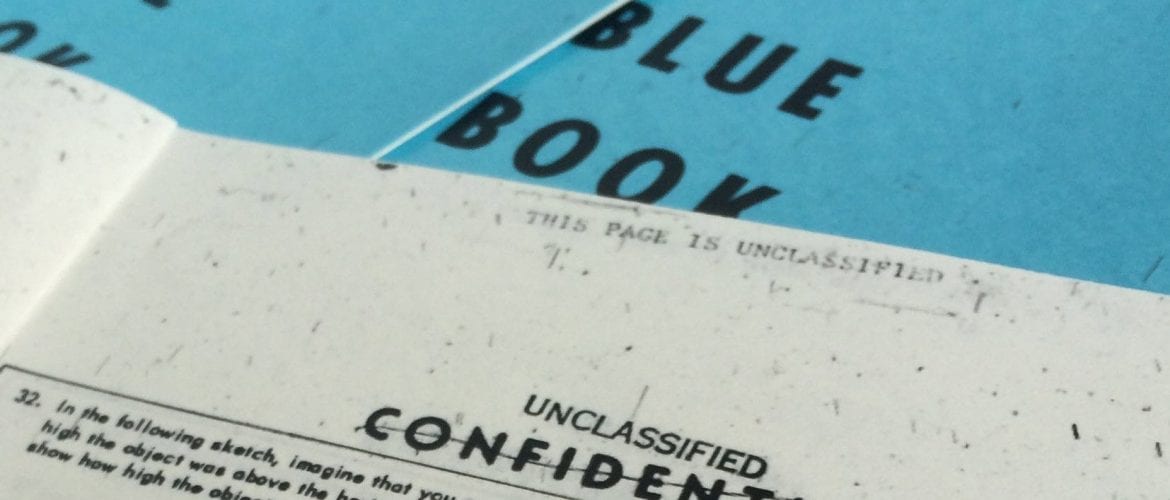 BLUE
BOOK
THIS PAGE IS UNCLASSIFIED
UNCLASSIFIED
CONFIDENT
32. In the following sketch, imagine that you
high the object was above the
show how high the